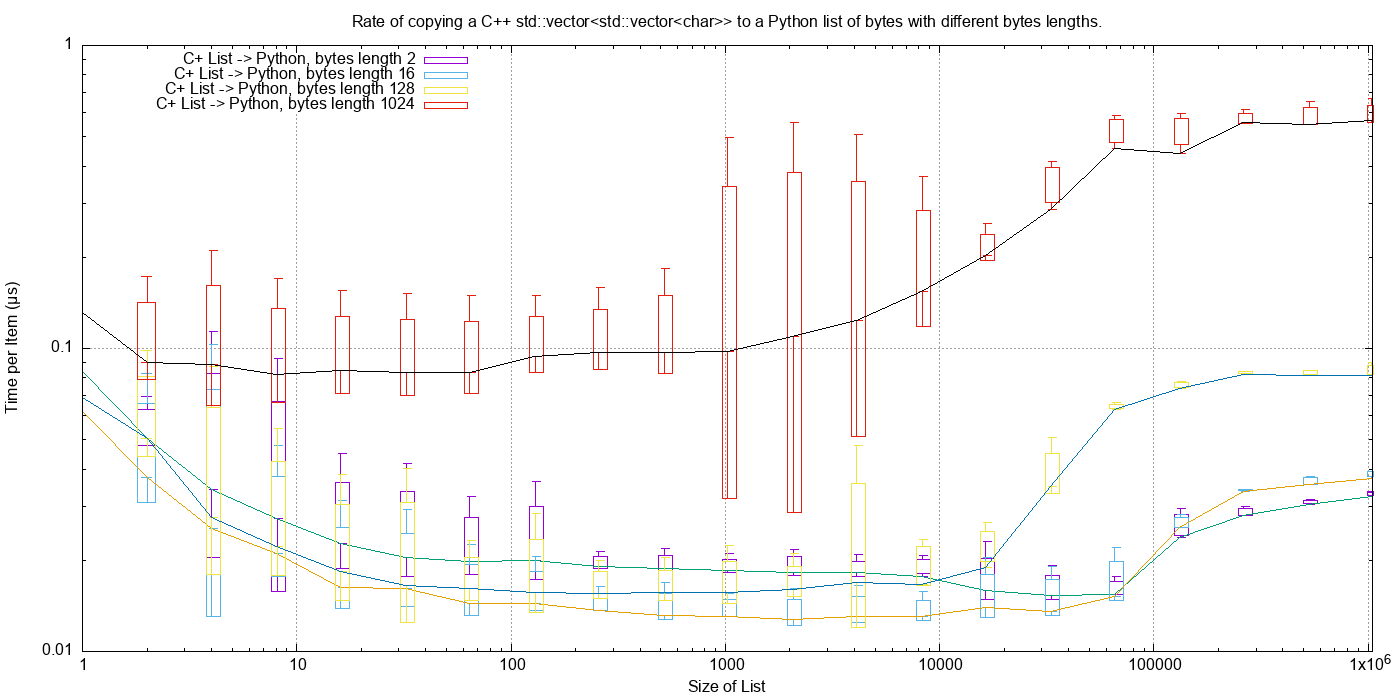 Rate of copying a C++ std::vector<std::vector<char>> to a Python list of bytes with different bytes lengths.
C+ List -> Python, bytes length 2
C+ List -> Python, bytes length 16
C+ List -> Python, bytes length 128
C+ List -> Python, bytes length 1024
1
0.1
0.01
Time per Item (µs)
1 10 100 1000 10000 100000 1x10⁶
Size of List